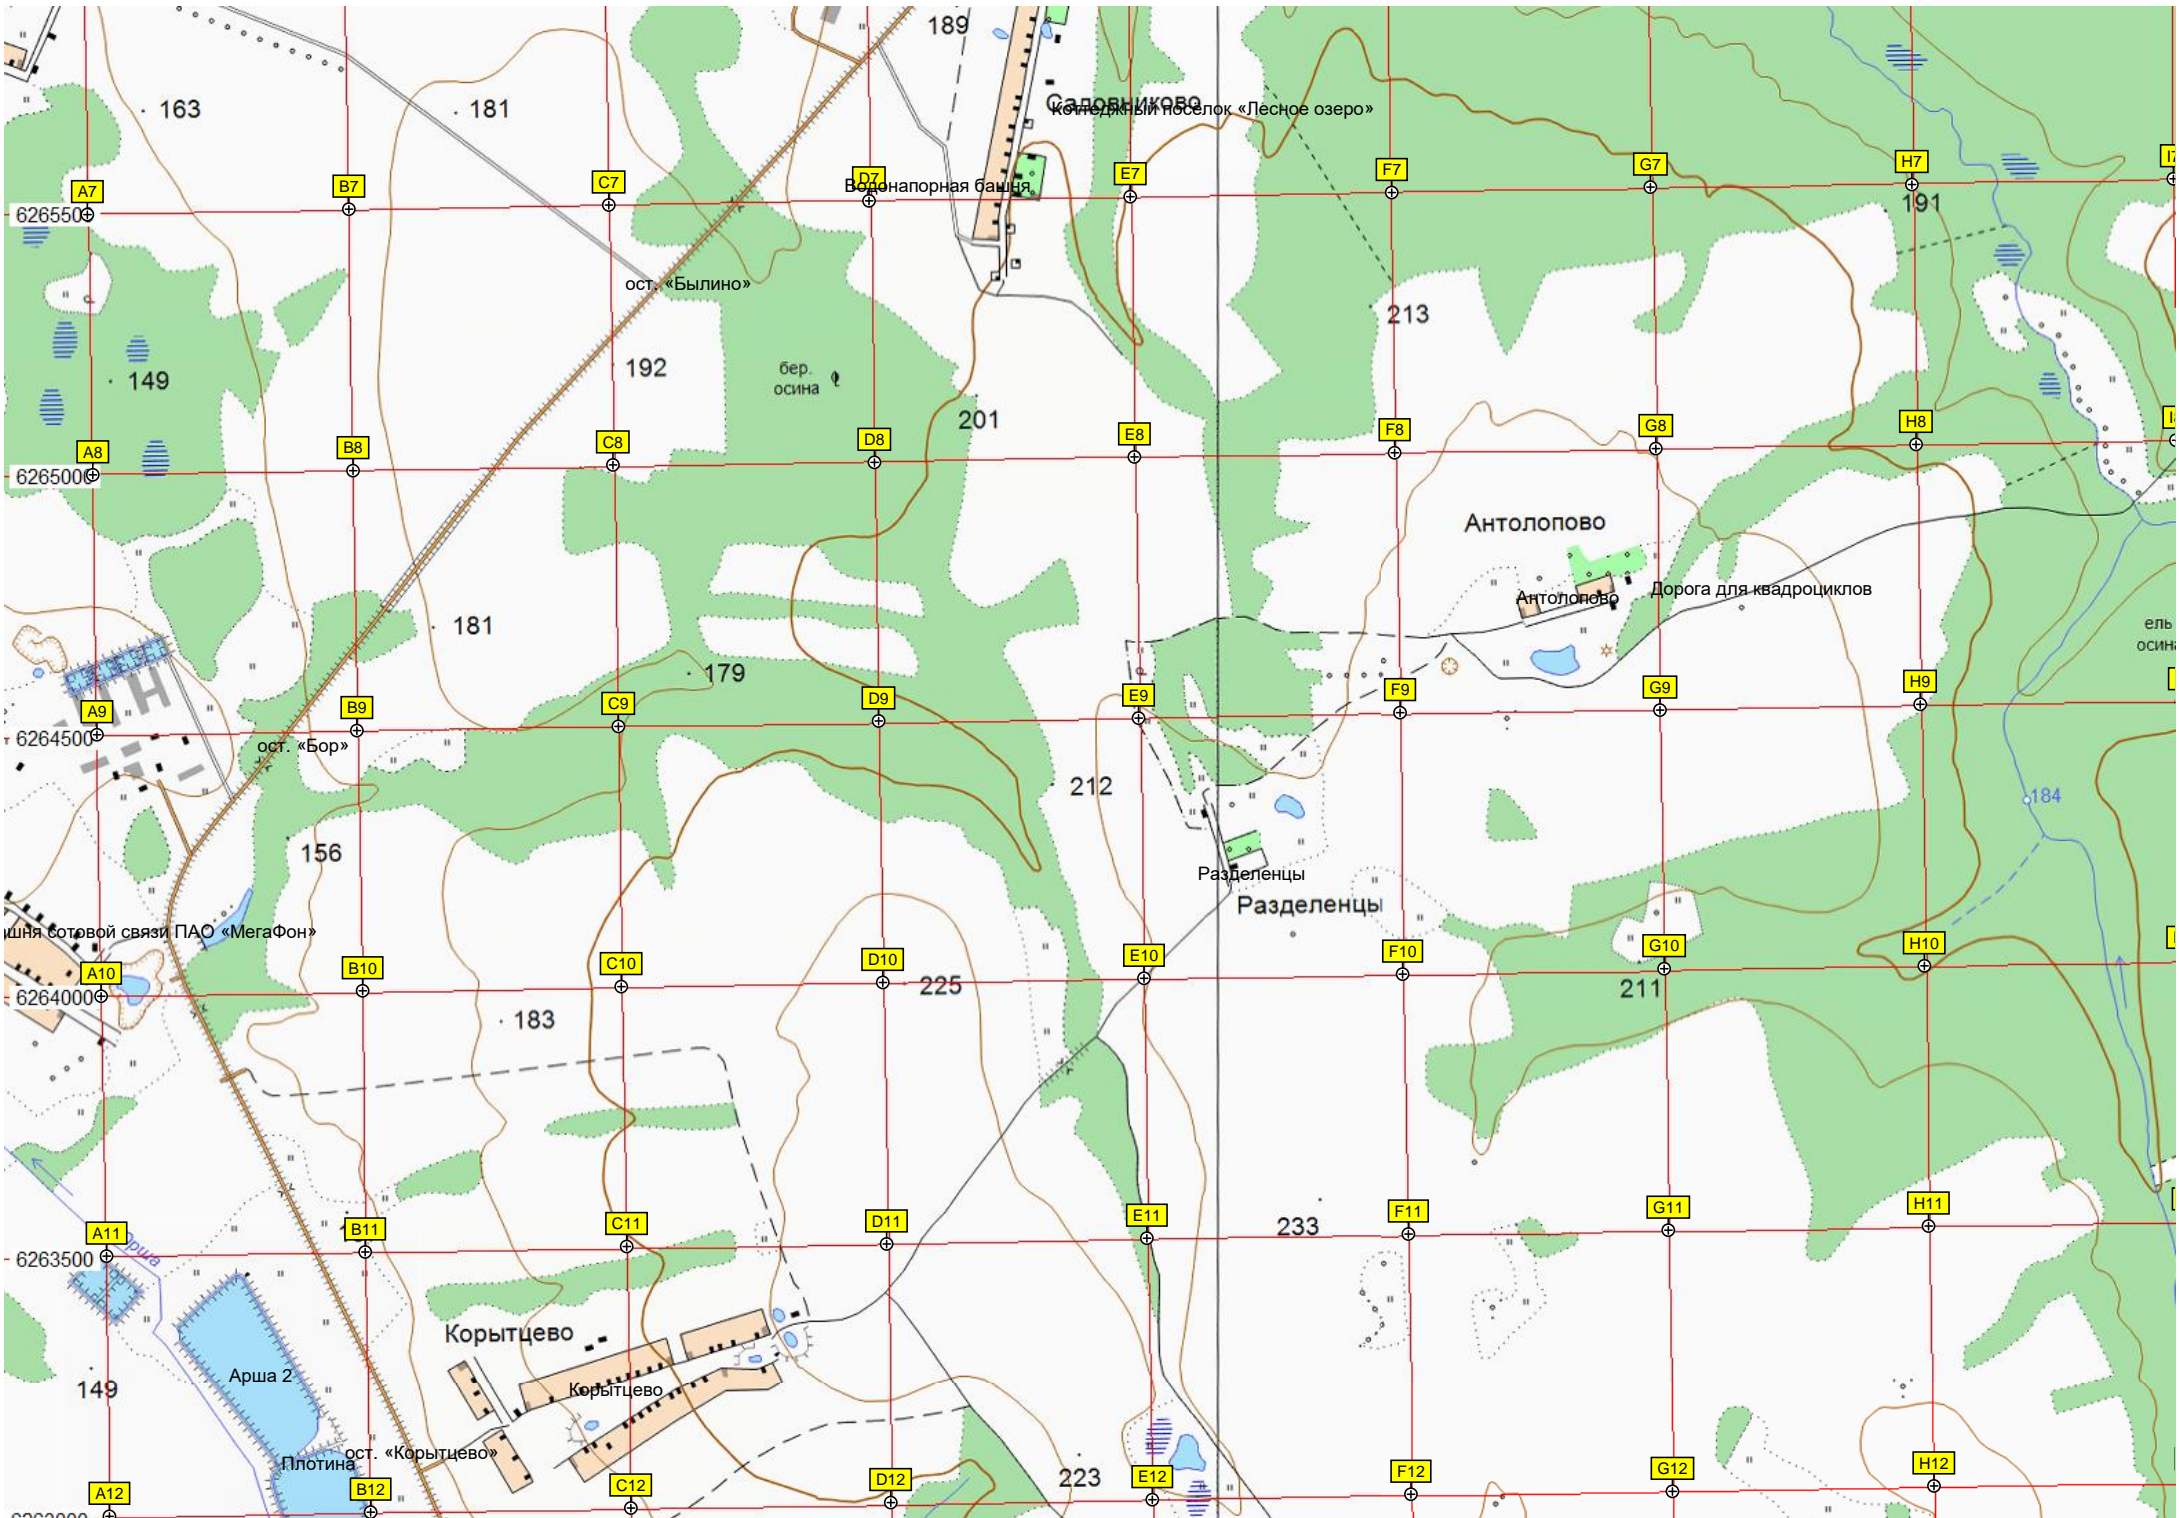 189
163
181
Садовниково
Коттеджный посёлок «Лесное озеро»
A7
B7
C7
D7
E7
F7
G7
H7
Водонапорная башня
6265500
191
ост. «Былино»
213
192
149
бер.
осина
201
A8
B8
C8
D8
E8
F8
G8
H8
6265000
Антолопово
Дорога для квадроциклов
Антолопово
181
ель
179
A9
B9
C9
D9
E9
F9
G9
H9
6264500
ост. «Бор»
212
184
156
Разделенцы
Разделенцы
сотовой связи ПАО «МегаФон»
A10
B10
C10
D10
E10
F10
G10
H10
6264000
225
211
183
A11
B11
C11
D11
E11
F11
G11
H11
233
6263500
Корытцево
Арша 2
149
Корытцево
ост. «Корытцево»
Плотина
223
A12
B12
C12
D12
E12
F12
G12
H12